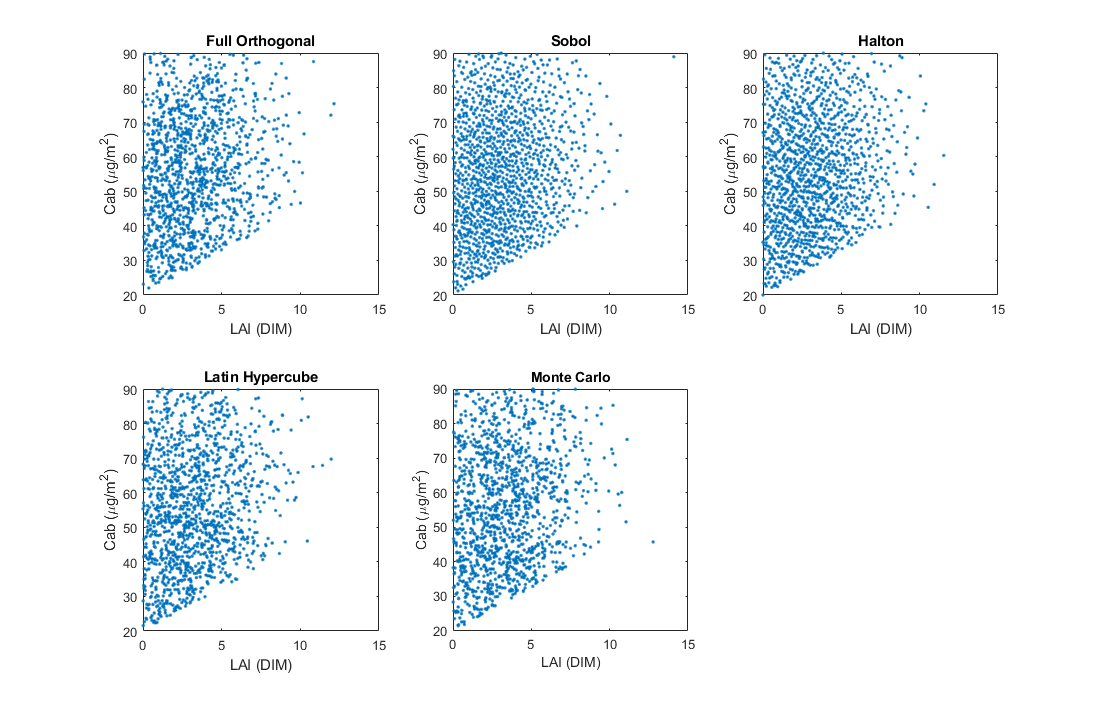 Full Orthogonal
90
80
70
60
50
40
30
20
Cab (μg/m²)
0 5 10 15
LAI (DIM)
Sobol
90
80
70
60
50
40
30
20
Cab (μg/m²)
0 5 10 15
LAI (DIM)
Halton
90
80
70
60
50
40
30
20
Cab (μg/m²)
0 5 10 15
LAI (DIM)
Latin Hypercube
90
80
70
60
50
40
30
20
Cab (μg/m²)
0 5 10 15
LAI (DIM)
Monte Carlo
90
80
70
60
50
40
30
20
Cab (μg/m²)
0 5 10 15
LAI (DIM)